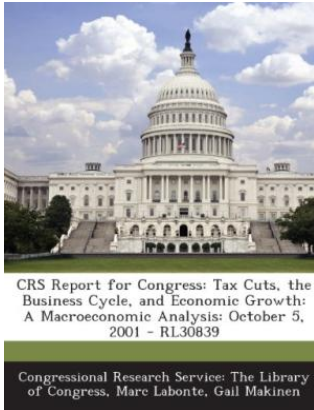 CRS Report for Congress: Tax Cuts, the
Business Cycle, and Economic Growth:
A Macroeconomic Analysis: October 5,
2001 - RL30839
Congressional Research Service: The Library
of Congress, Marc Labonte, Gail Makinen